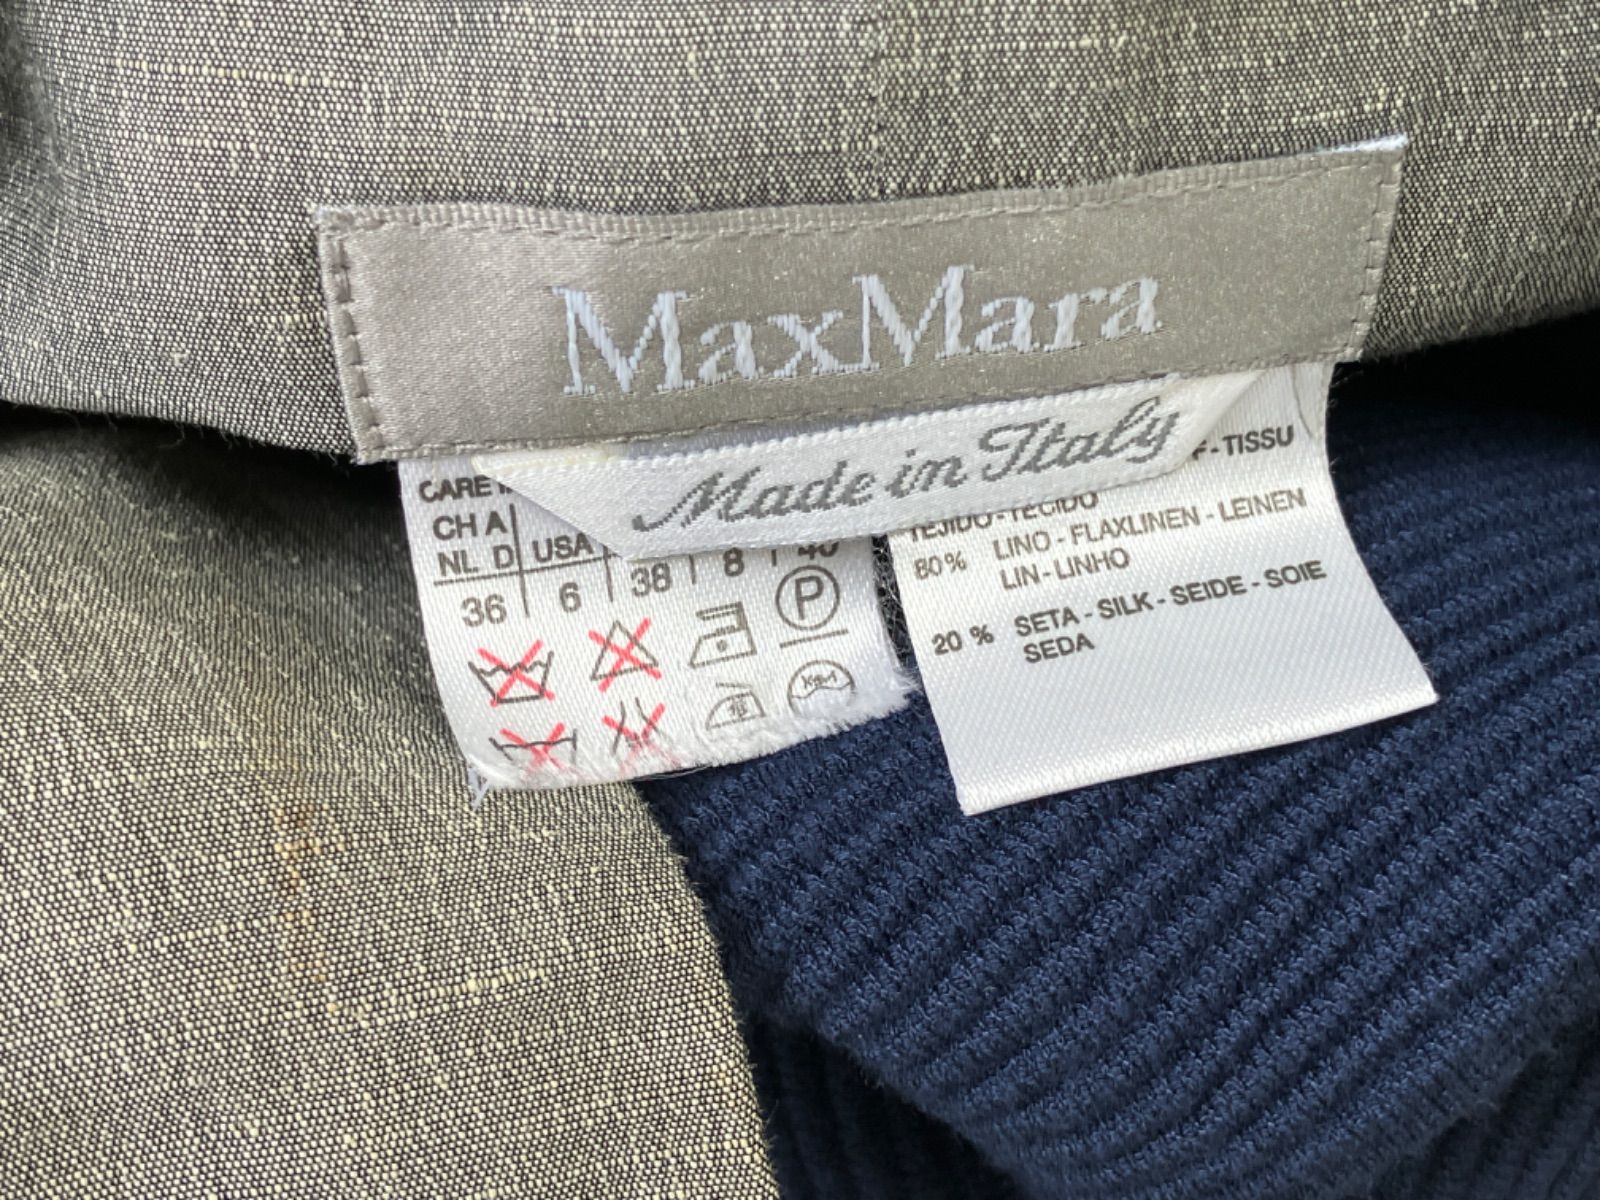 MaxMara
Made in Italy
CARE
CH A
NL D USA
36 6 38 8 40
P
F-TISSU
TEJIDO-TECIDO
80% LINO - FLAXLINEN - LEINEN
LIN-LINHO
20 % SETA - SILK - SEIDE - SOIE
SEDA